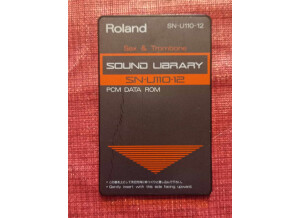 Roland SN-U110-12
Sax & Trombone
SOUND LIBRARY
SN-U110-12
PCM DATA ROM
• Gently insert with this side facing upward.